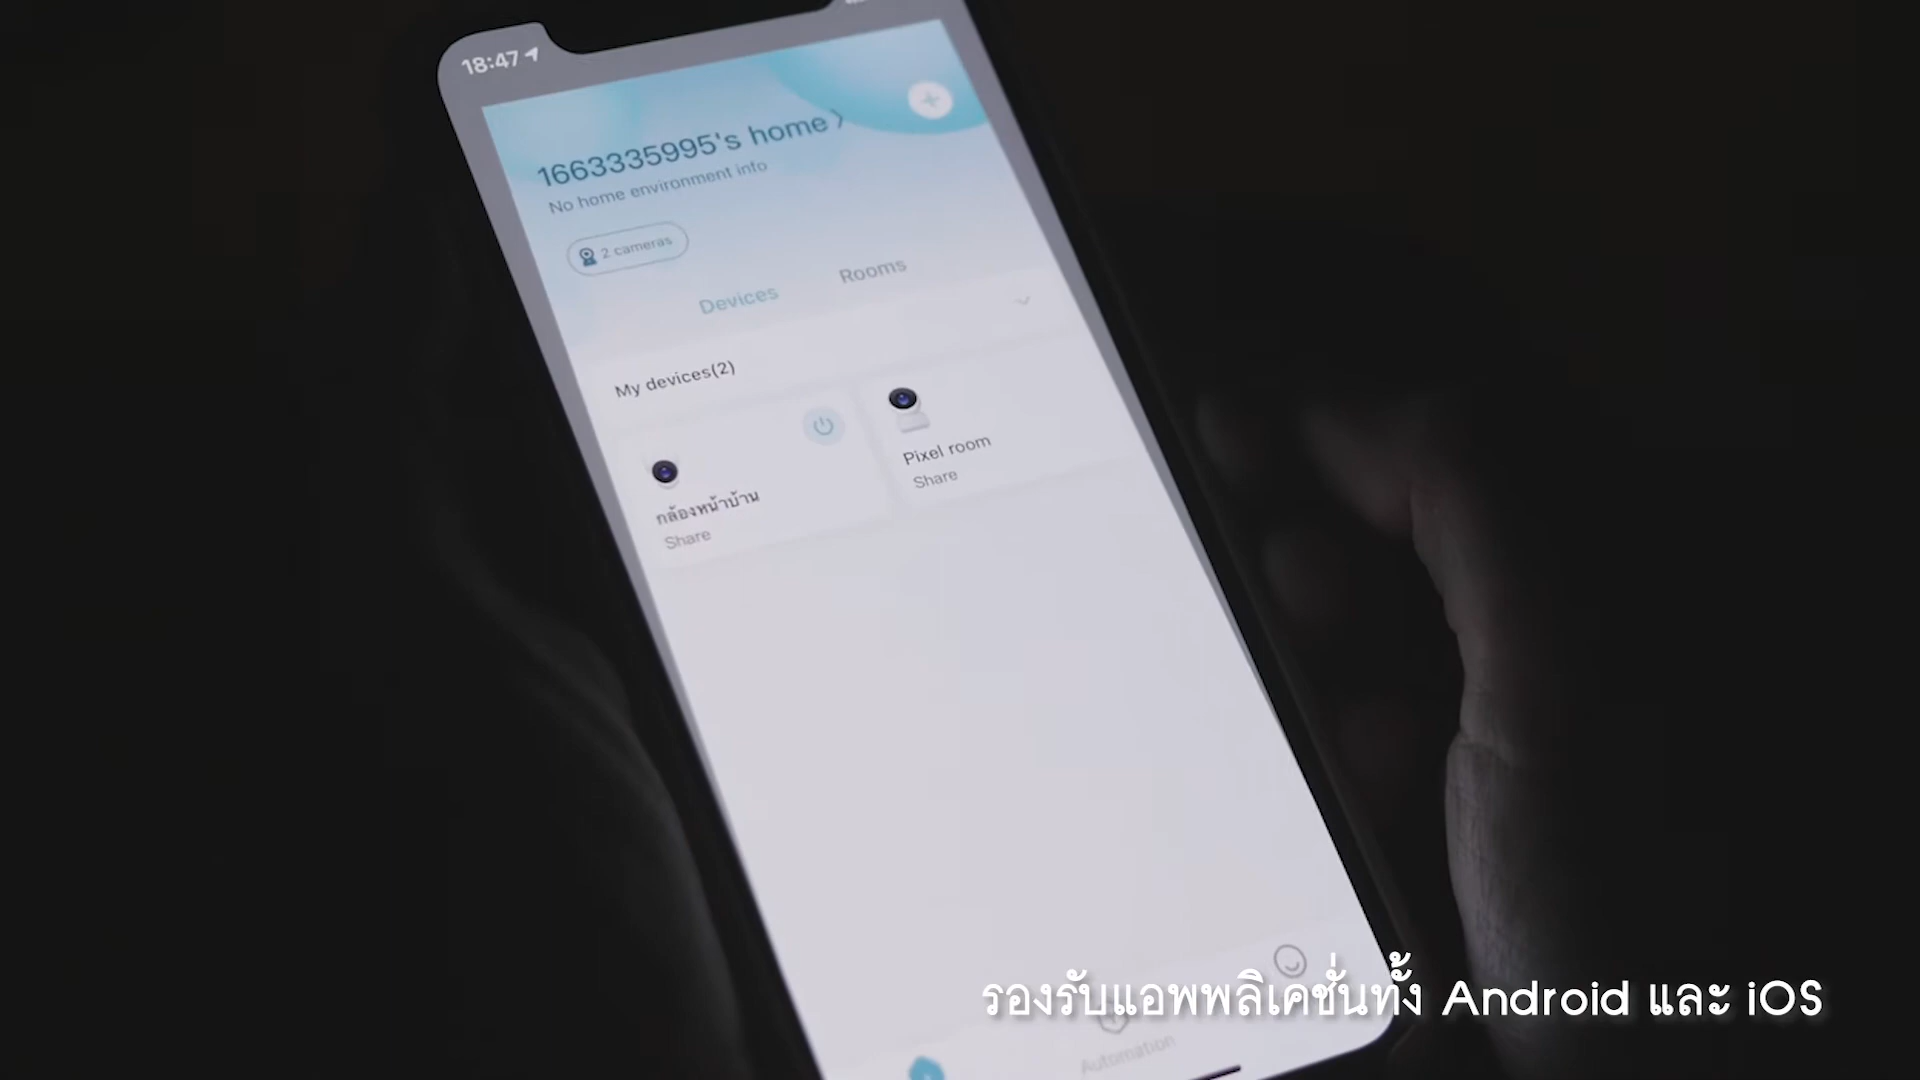 18:47
1663335995's home
No home environment info
2 cameras
Devices
Rooms
My devices(2)
กล้องหน้าบ้าน
Share
Pixel room
Share
Automation
รองรับแอพพลิเคชั่นทั้ง Android และ iOS